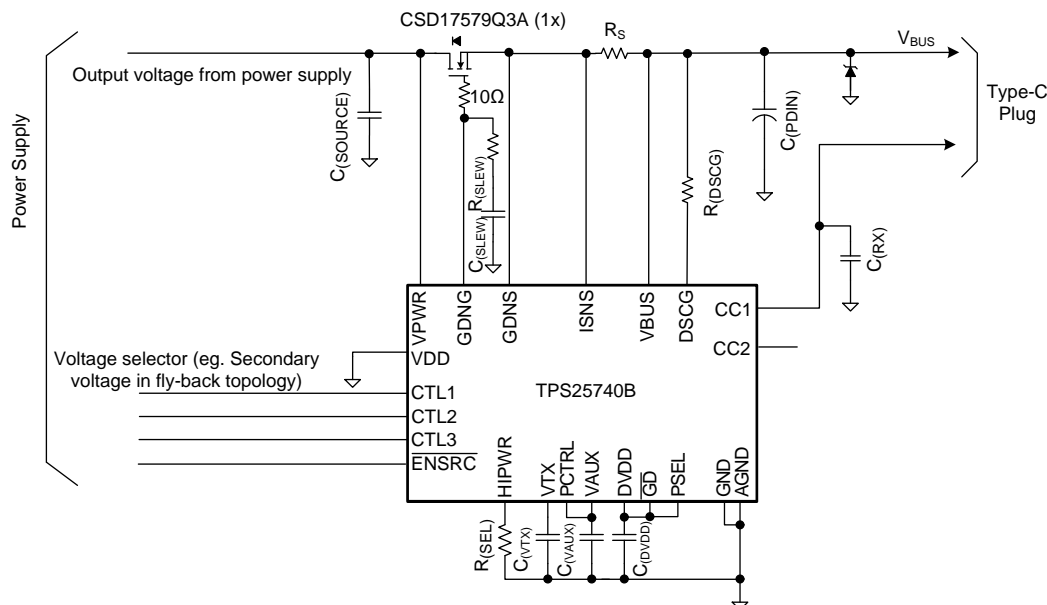 CSD17579Q3A (1x)
R_S
V_BUS
Output voltage from power supply
10Ω
C_(SOURCE)
R_(SLEW)
C_(SLEW)
R_(DSCG)
C_(PDIN)
C_(RX)
Type-C
Plug
Power Supply
VPWR
GDNG
GDNS
ISNS
VBUS
DSCG
CC1
CC2
VDD
Voltage selector (eg. Secondary
voltage in fly-back topology)
CTL1
CTL2
CTL3
ENSRC
TPS25740B
HIPWR
VTX
PCTRL
VAUX
DVDD
GD
PSEL
GND
AGND
R_(SEL)
C_(VTX)
C_(VAUX)
C_(DVDD)